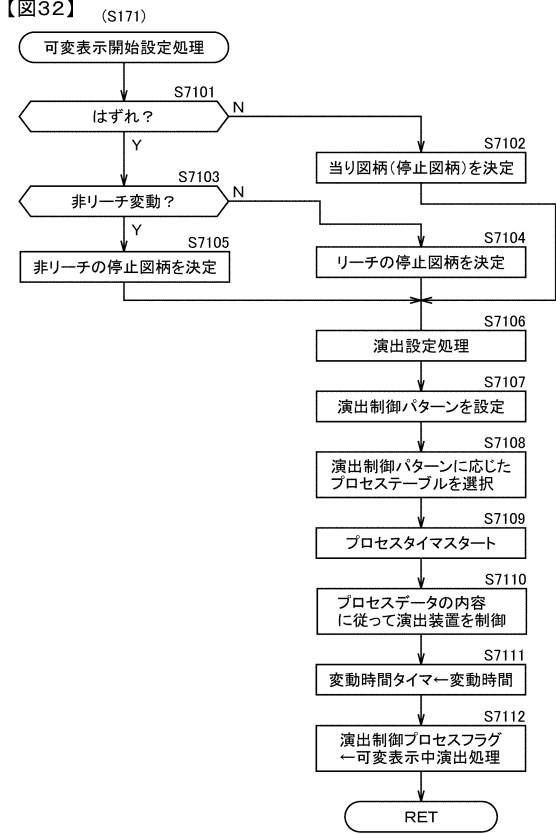 【図32】
（S171）
可変表示開始設定処理
S7101
はずれ？
N
Y
S7102
当り図柄（停止図柄）を決定
S7103
非リーチ変動？
N
Y
S7105
非リーチの停止図柄を決定
S7104
リーチの停止図柄を決定
S7106
演出設定処理
S7107
演出制御パターンを設定
S7108
演出制御パターンに応じた
プロセステーブルを選択
S7109
プロセスタイマスタート
S7110
プロセスデータの内容
に従って演出装置を制御
S7111
変動時間タイマ←変動時間
S7112
演出制御プロセスフラグ
←可変表示中演出処理
RET